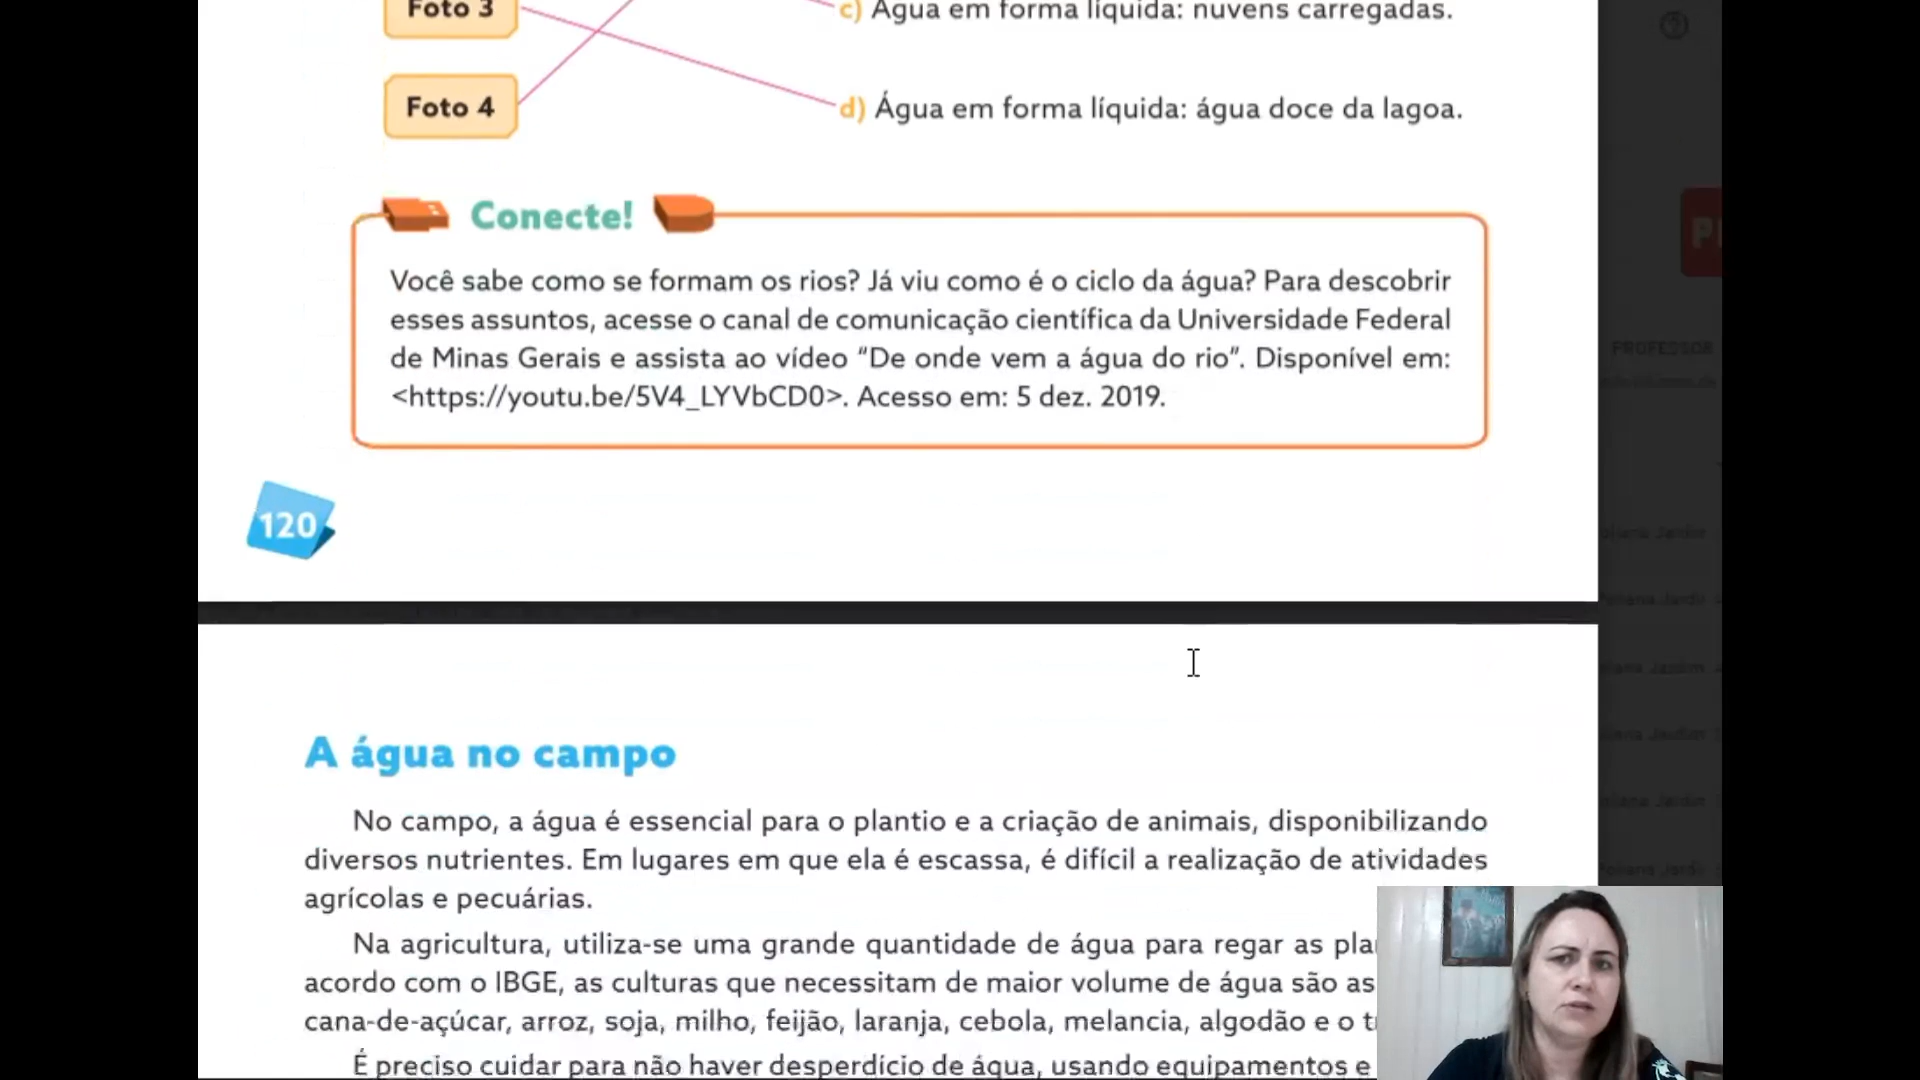 Foto 3
c) Água em forma líquida: nuvens carregadas.
Foto 4
d) Água em forma líquida: água doce da lagoa.
Conecte!
Você sabe como se formam os rios? Já viu como é o ciclo da água? Para descobrir
esses assuntos, acesse o canal de comunicação científica da Universidade Federal
de Minas Gerais e assista ao vídeo “De onde vem a água do rio”. Disponível em:
<https://youtu.be/5V4_LYVbCD0>. Acesso em: 5 dez. 2019.
120
PROFESSOR
A água no campo
No campo, a água é essencial para o plantio e a criação de animais, disponibilizando
diversos nutrientes. Em lugares em que ela é escassa, é difícil a realização de atividades
agrícolas e pecuárias.
Na agricultura, utiliza-se uma grande quantidade de água para regar as pla
acordo com o IBGE, as culturas que necessitam de maior volume de água são as
cana-de-açúcar, arroz, soja, milho, feijão, laranja, cebola, melancia, algodão e o t
É preciso cuidar para não haver desperdício de água, usando equipamentos e